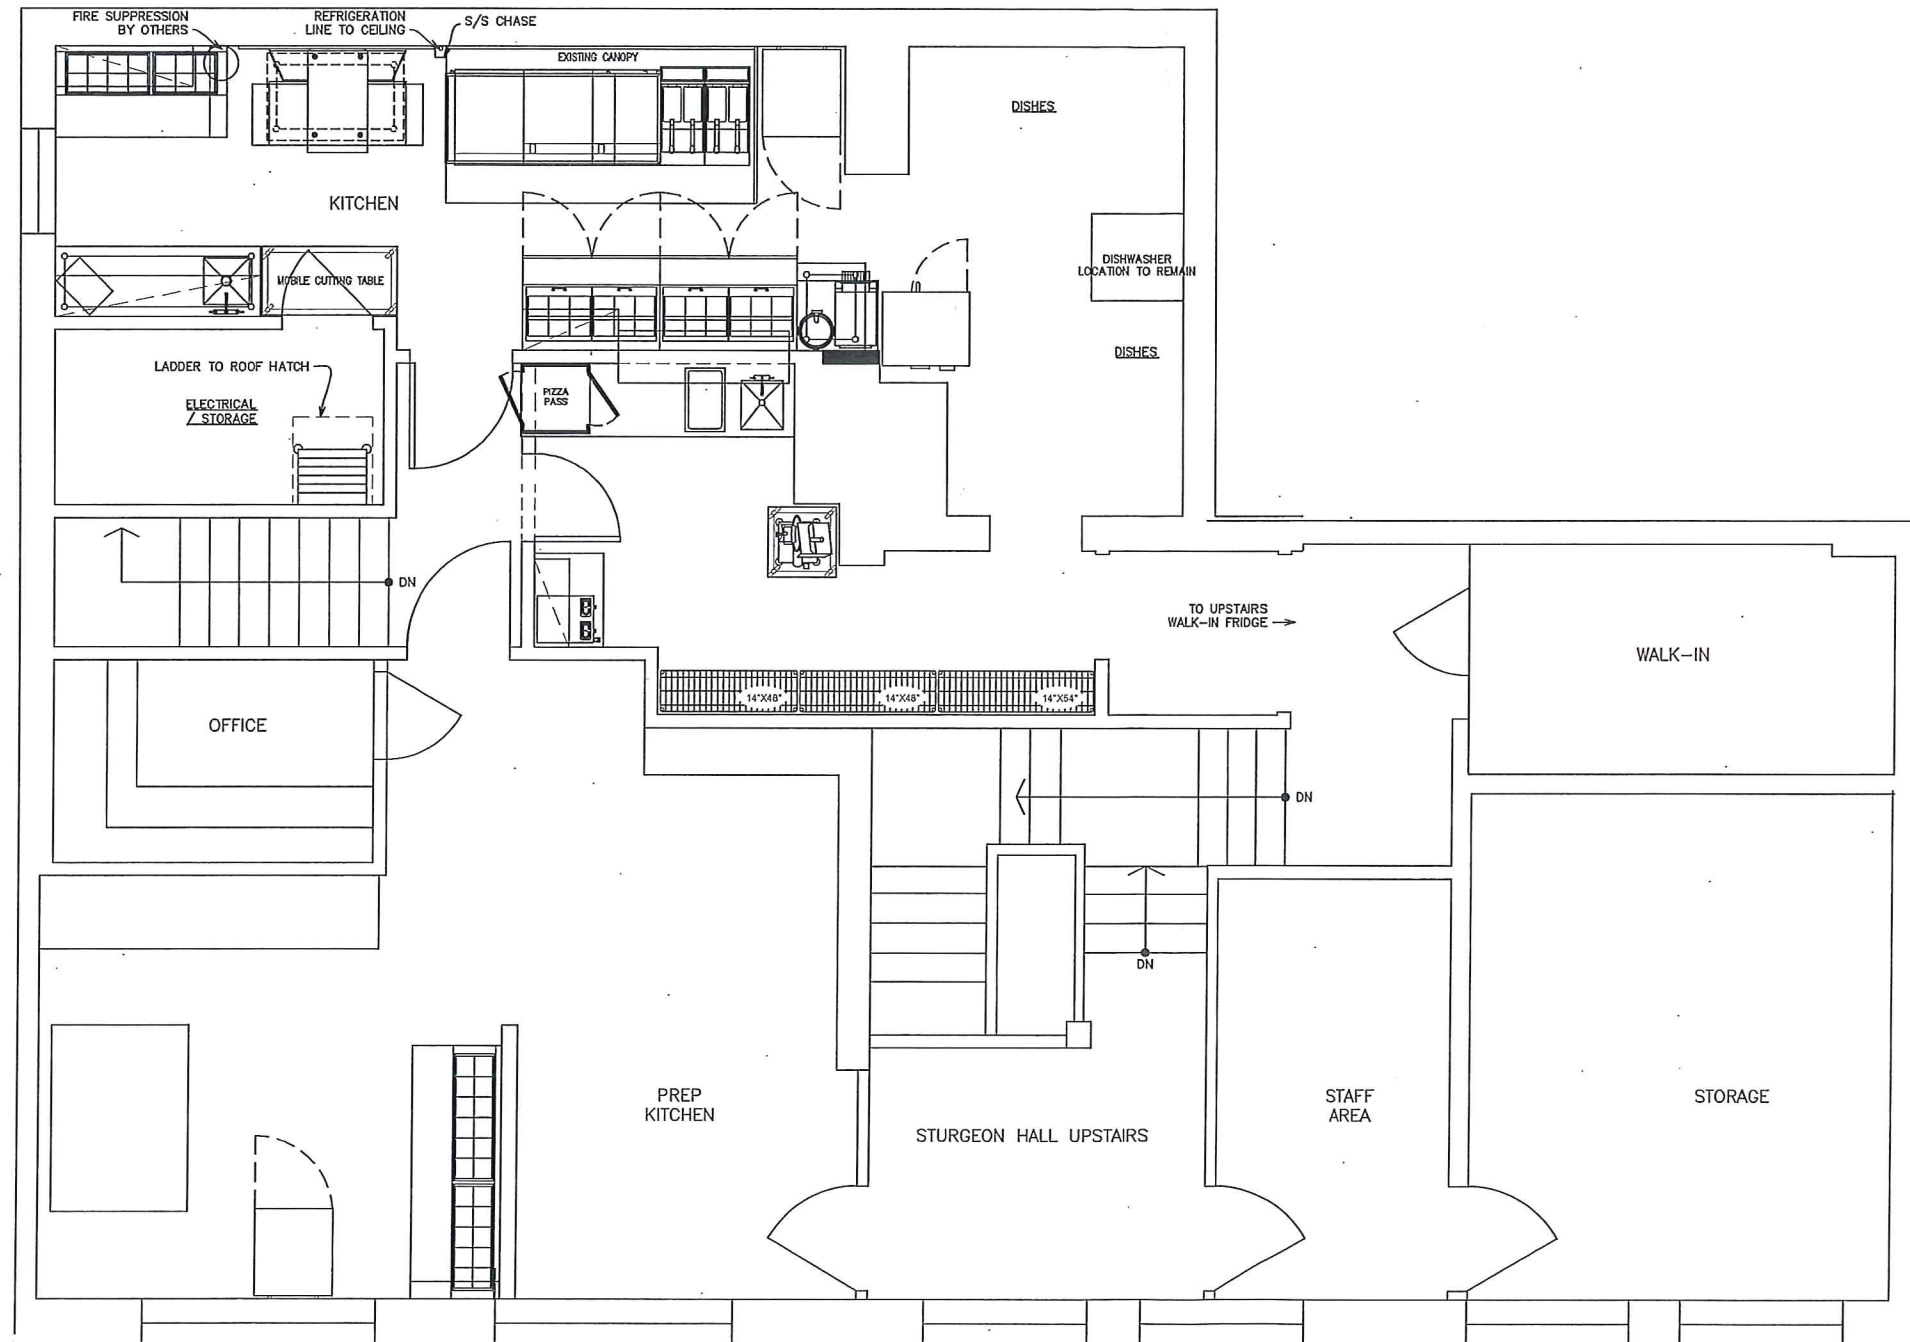 FIRE SUPPRESSION
BY OTHERS
REFRIGERATION
LINE TO CEILING
S/S CHASE
EXISTING CANOPY
DISHES
KITCHEN
DISHWASHER
LOCATION TO REMAIN
MOBILE CUTTING TABLE
DISHES
LADDER TO ROOF HATCH
PIZZA
PASS
ELECTRICAL
/ STORAGE
DN
TO UPSTAIRS
WALK-IN FRIDGE
WALK-IN
14"X48"
14"X48"
14"X54"
OFFICE
DN
DN
PREP
KITCHEN
STAFF
AREA
STORAGE
STURGEON HALL UPSTAIRS